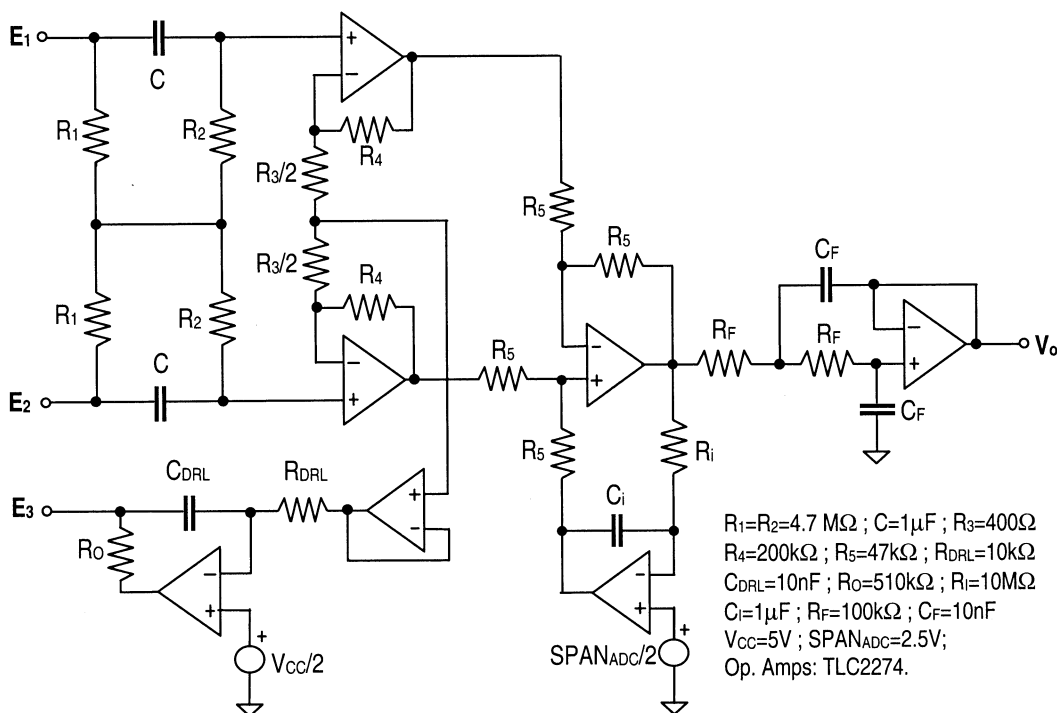 E1
C
R1
R2
R4
R3/2
R5
R5
R3/2
R4
R1
R2
R5
CF
RF
RF
Vo
CF
E2
C
R5
Ri
CDRL
RDRL
E3
RO
Ci
VCC/2
SPANADC/2
R1=R2=4.7 MΩ ; C=1μF ; R3=400Ω
R4=200kΩ ; R5=47kΩ ; RDRL=10kΩ
CDRL=10nF ; RO=510kΩ ; RI=10MΩ
CI=1μF ; RF=100kΩ ; CF=10nF
VCC=5V ; SPANADC=2.5V;
Op. Amps: TLC2274.